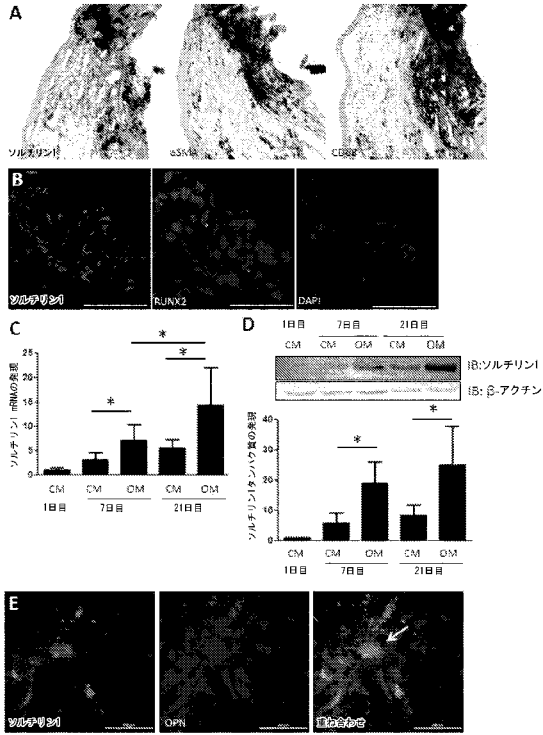 A
ソルチリン1
αSMA
CD68
B
ソルチリン1
RUNX2
DAPI
C
ソルチリン1 mRNAの発現
25
20
15
10
5
0
*
*
*
CM
CM
OM
CM
OM
1日目
7日目
21日目
D
1日目
7日目
21日目
CM
CM
OM
CM
OM
IB:ソルチリン1
IB: β-アクチン
ソルチリン1タンパク質の発現
40
30
20
10
0
*
*
CM
CM
OM
CM
OM
1日目
7日目
21日目
E
ソルチリン1
OPN
重ね合わせ